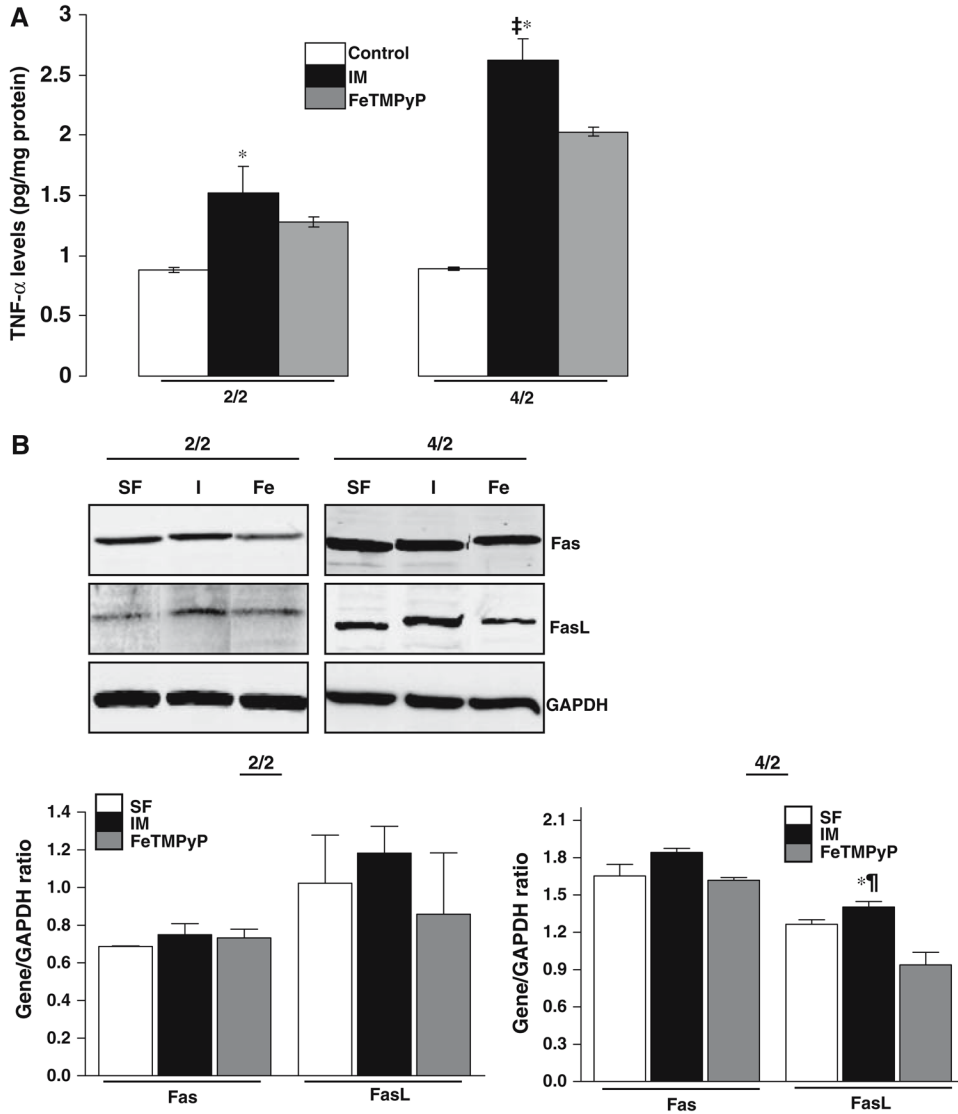 A
TNF-α levels (pg/mg protein)
3
2.5
2
1.5
1
0.5
0
Control
IM
FeTMPyP
*
‡*
2/2
4/2
B
2/2
4/2
SF I Fe
SF I Fe
Fas
FasL
GAPDH
2/2
Gene/GAPDH ratio
1.4
1.2
1.0
0.8
0.6
0.4
0.2
0.0
SF
IM
FeTMPyP
Fas
FasL
4/2
Gene/GAPDH ratio
2.1
1.8
1.5
1.2
0.9
0.6
0.3
0.0
SF
IM
FeTMPyP
*¶
Fas
FasL